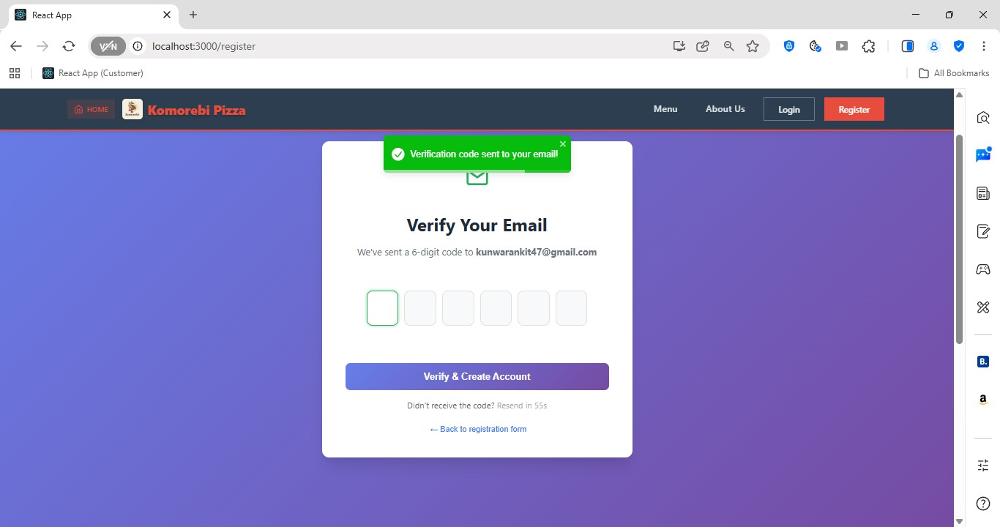 React App
VPN
localhost:3000/register
React App (Customer)
All Bookmarks
HOME
Komorebi Pizza
Menu
About Us
Login
Register
Verification code sent to your email!
Verify Your Email
We've sent a 6-digit code to kunwarankit47@gmail.com
Verify & Create Account
Didn't receive the code? Resend in 55s
← Back to registration form
B.
a